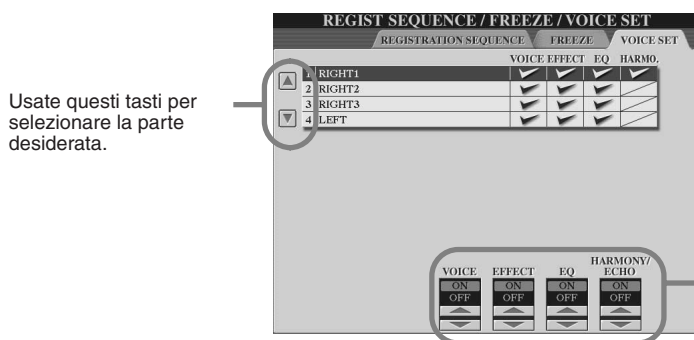 REGIST SEQUENCE / FREEZE / VOICE SET
REGISTRATION SEQUENCE FREEZE VOICE SET
VOICE EFFECT EQ HARMO.
1 RIGHT1
2 RIGHT2
3 RIGHT3
4 LEFT
Usate questi tasti per
selezionare la parte
desiderata.
VOICE EFFECT EQ HARMONY/
ECHO
ON ON ON ON
OFF OFF OFF OFF